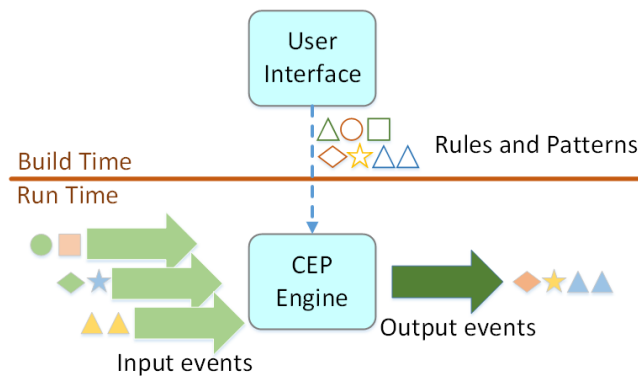 User
Interface
Rules and Patterns
Build Time
Run Time
CEP
Engine
Output events
Input events